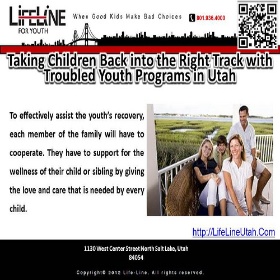 LIFELINE
FOR YOUTH
When Good Kids Make Bad Choices
801.936.4000
Taking Children Back into the Right Track with
Troubled Youth Programs in Utah
To effectively assist the youth's recovery,
each member of the family will have to
cooperate. They have to support for the
wellness of their child or sibling by giving
the love and care that is needed by every
child.
http://LifeLineUtah.Com
1130 West Center Street North Salt Lake, Utah
84054
Copyright© 2012 Life-Line, All rights reserved.